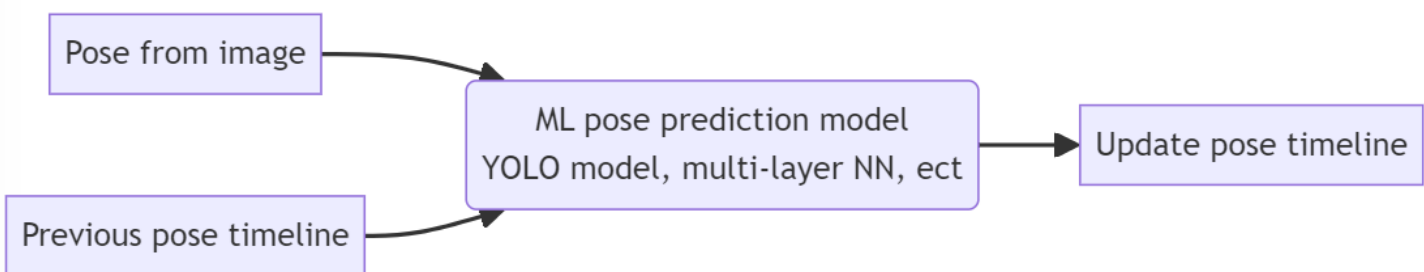 Pose from image
ML pose prediction model
YOLO model, multi-layer NN, ect
Update pose timeline
Previous pose timeline